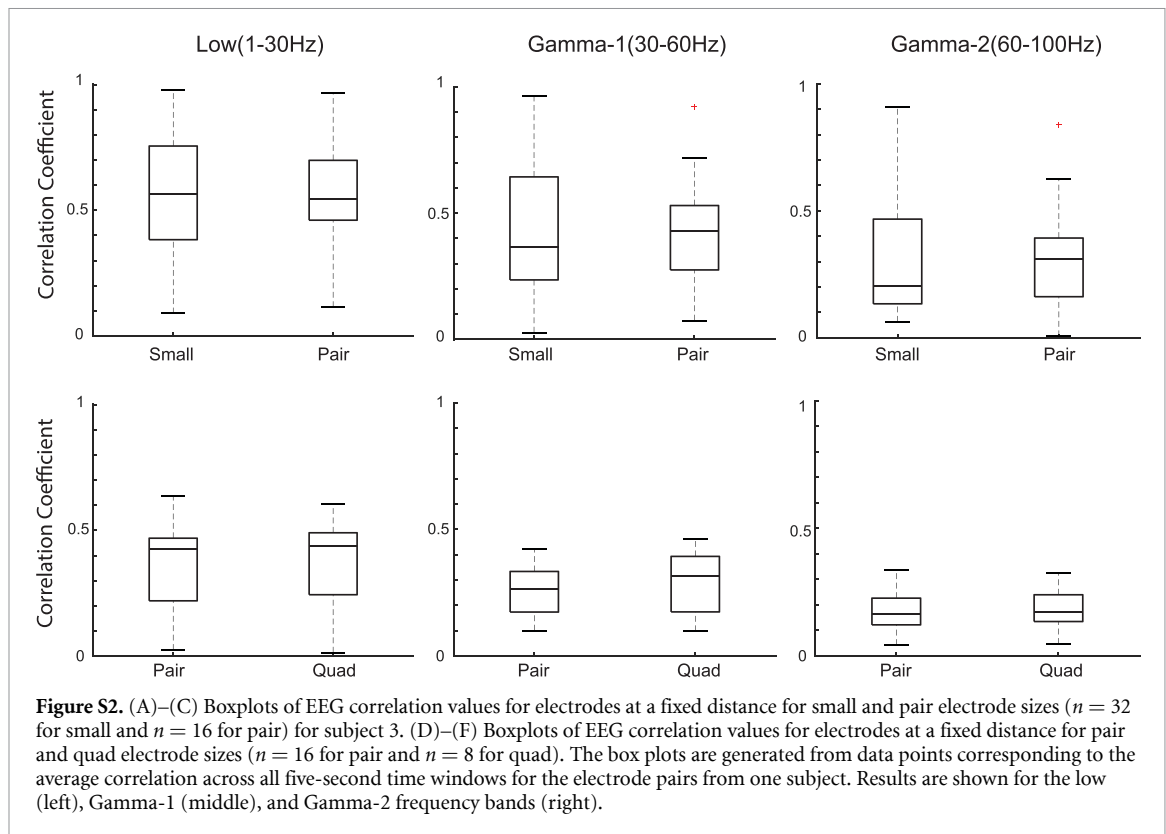 Low(1-30Hz)
Gamma-1(30-60Hz)
Gamma-2(60-100Hz)
Correlation Coefficient
1
0.5
0
Small
Pair
1
0.5
0
Small
Pair
1
0.5
0
Small
Pair
Correlation Coefficient
1
0.5
0
Pair
Quad
1
0.5
0
Pair
Quad
1
0.5
0
Pair
Quad
Figure S2. (A)–(C) Boxplots of EEG correlation values for electrodes at a fixed distance for small and pair electrode sizes (n = 32
for small and n = 16 for pair) for subject 3. (D)–(F) Boxplots of EEG correlation values for electrodes at a fixed distance for pair
and quad electrode sizes (n = 16 for pair and n = 8 for quad). The box plots are generated from data points corresponding to the
average correlation across all five-second time windows for the electrode pairs from one subject. Results are shown for the low
(left), Gamma-1 (middle), and Gamma-2 frequency bands (right).